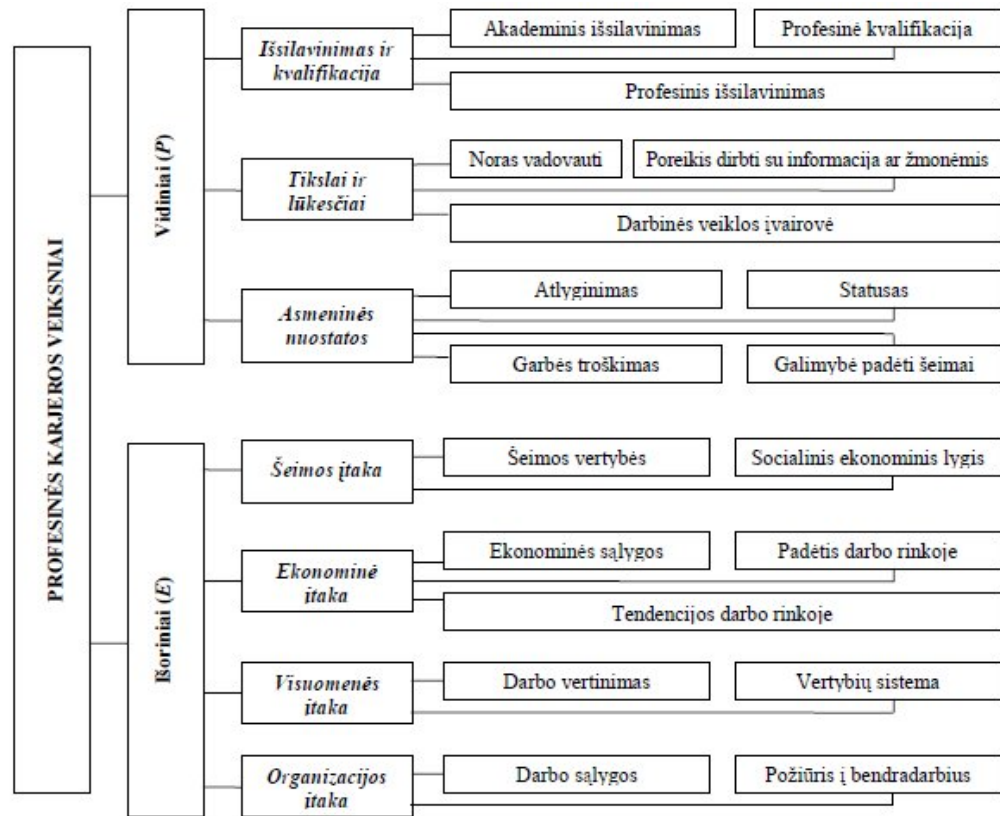 PROFESINĖS KARJEROS VEIKSNIAI
Vidiniai (P)
Išsilavinimas ir
kvalifikacija
Akademinis išsilavinimas
Profesinė kvalifikacija
Profesinis išsilavinimas
Tikslai ir
lūkesčiai
Noras vadovauti
Poreikis dirbti su informacija ar žmonėmis
Darbinės veiklos įvairovė
Asmeninės
nuostatos
Atlyginimas
Statusas
Garbės troškimas
Galimybė padėti šeimai
Išoriniai (E)
Šeimos įtaka
Šeimos vertybės
Socialinis ekonominis lygis
Ekonominė
įtaka
Ekonominės sąlygos
Padėtis darbo rinkoje
Tendencijos darbo rinkoje
Visuomenės
įtaka
Darbo vertinimas
Vertybių sistema
Organizacijos
įtaka
Darbo sąlygos
Požiūris į bendradarbius